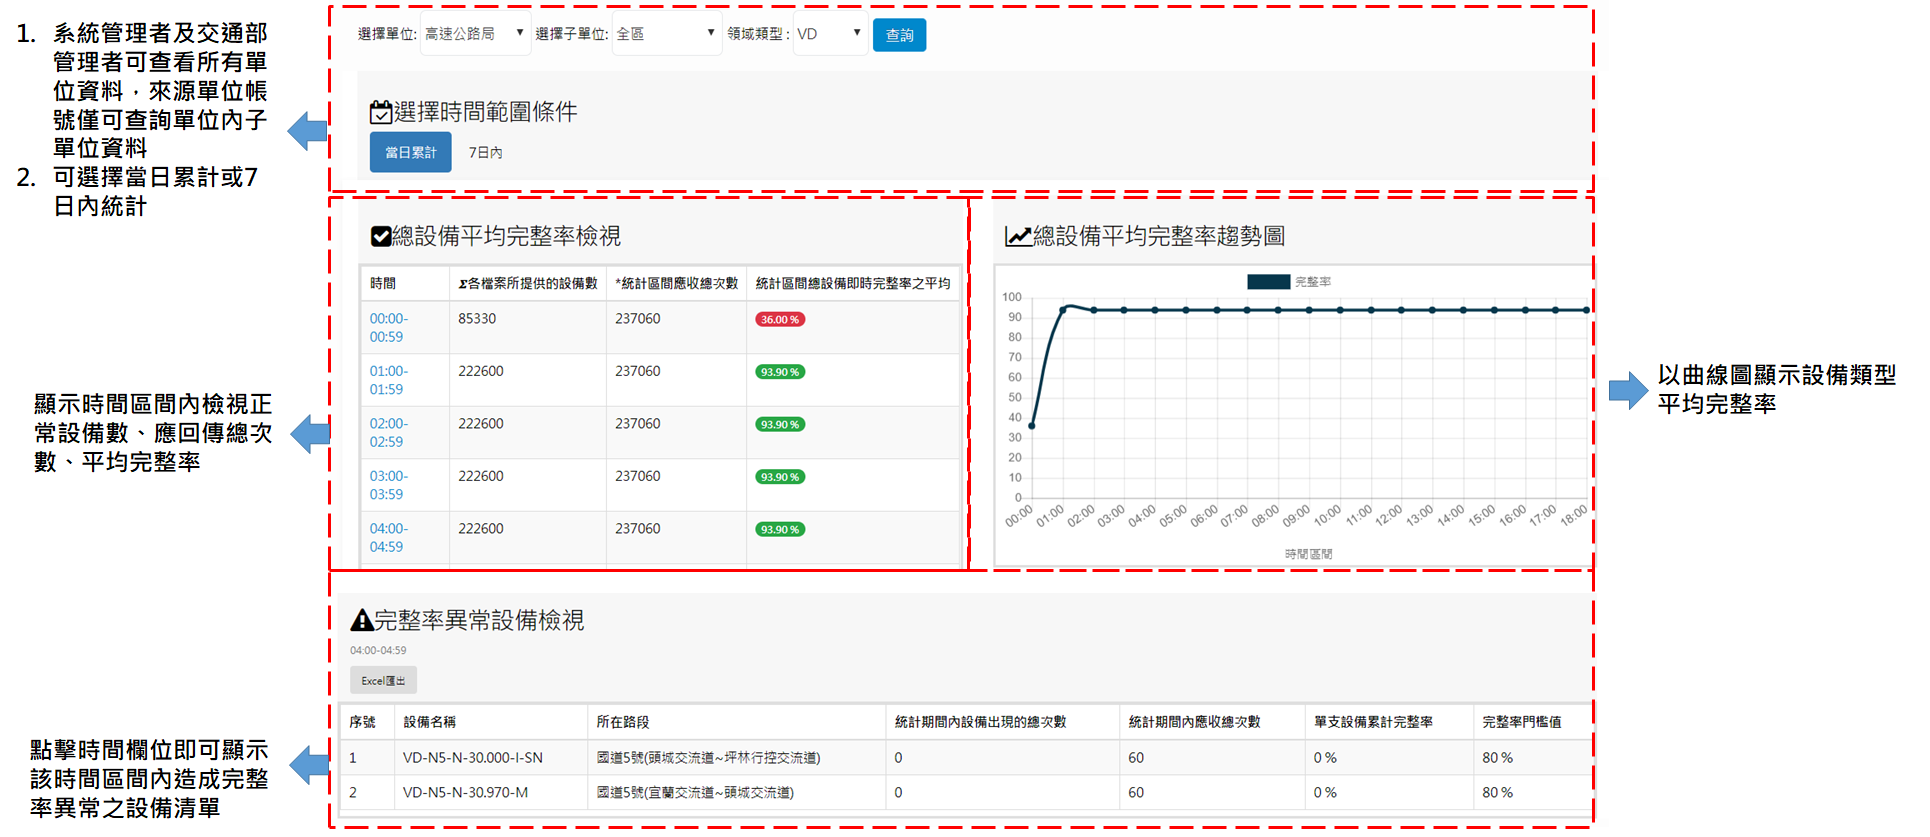 1. 系統管理者及交通部
管理者可查看所有單
位資料，來源單位帳
號僅可查詢單位內子
單位資料
2. 可選擇當日累計或7
日內統計
選擇單位: 高速公路局 選擇子單位: 全區 領域類型 : VD 查詢
選擇時間範圍條件
當日累計 7日內
顯示時間區間內檢視正
常設備數、應回傳總次
數、平均完整率
總設備平均完整率檢視
時間 Σ各檔案所提供的設備數 *統計區間應收總次數 統計區間總設備即時完整率之平均
00:00-
00:59 85330 237060 36.00 %
01:00-
01:59 222600 237060 93.90 %
02:00-
02:59 222600 237060 93.90 %
03:00-
03:59 222600 237060 93.90 %
04:00-
04:59 222600 237060 93.90 %
總設備平均完整率趨勢圖
完整率
100
90
80
70
60
50
40
30
20
10
0
00:00 01:00 02:00 03:00 04:00 05:00 06:00 07:00 08:00 09:00 10:00 11:00 12:00 13:00 14:00 15:00 16:00 17:00 18:00
時間區間
以曲線圖顯示設備類型
平均完整率
點擊時間欄位即可顯示
該時間區間內造成完整
率異常之設備清單
完整率異常設備檢視
04:00-04:59
Excel匯出
序號 設備名稱 所在路段 統計期間內設備出現的總次數 統計期間內應收總次數 單支設備累計完整率 完整率門檻值
1 VD-N5-N-30.000-I-SN 國道5號(頭城交流道~坪林行控交流道) 0 60 0 % 80 %
2 VD-N5-N-30.970-M 國道5號(宜蘭交流道~頭城交流道) 0 60 0 % 80 %